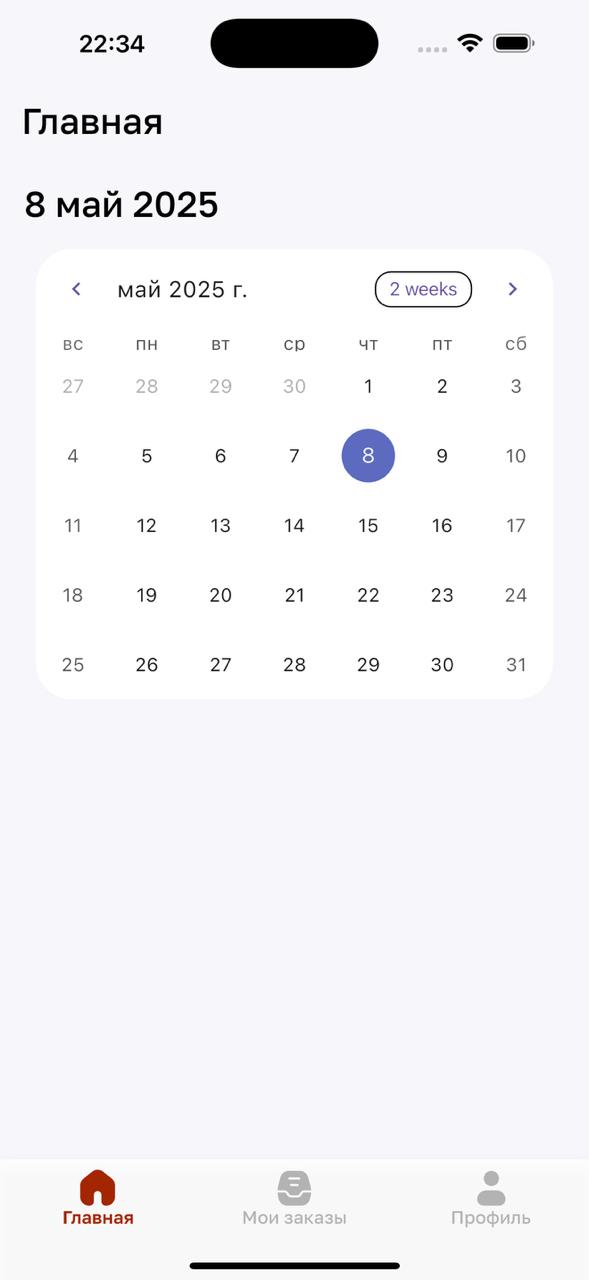 22:34
Главная
8 май 2025
май 2025 г. 2 weeks
вс пн вт ср чт пт сб
27 28 29 30 1 2 3
4 5 6 7 8 9 10
11 12 13 14 15 16 17
18 19 20 21 22 23 24
25 26 27 28 29 30 31
Главная Мои заказы Профиль